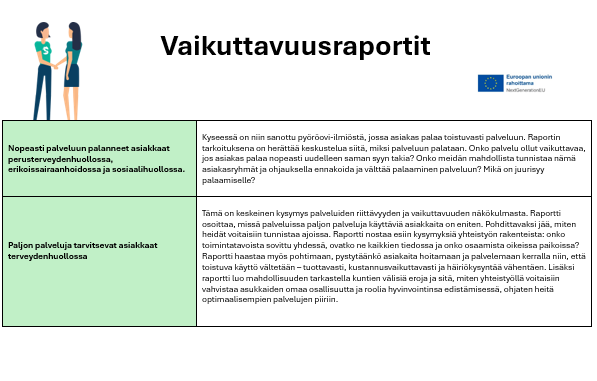 Vaikuttavuusraportit
S
Euroopan unionin
rahoittama
NextGenerationEU
Nopeasti palveluun palanneet asiakkaat
perusterveydenhuollossa,
erikoissairaanhoidossa ja sosiaalihuollossa.
Kyseessä on niin sanottu pyöröovi-ilmiöstä, jossa asiakas palaa toistuvasti palveluun. Raportin
tarkoituksena on herättää keskustelua siitä, miksi palveluun palataan. Onko palvelu ollut vaikuttavaa,
jos asiakas palaa nopeasti uudelleen saman syyn takia? Onko meidän mahdollista tunnistaa nämä
asiakasryhmät ja ohjauksella ennakoida ja välttää palaaminen palveluun? Mikä on juurisyy
palaamiselle?
Paljon palveluja tarvitsevat asiakkaat
terveydenhuollossa
Tämä on keskeinen kysymys palveluiden riittävyyden ja vaikuttavuuden näkökulmasta. Raportti
osoittaa, missä palveluissa paljon palveluja käyttäviä asiakkaita on eniten. Pohdittavaksi jää, miten
heidät voitaisiin tunnistaa ajoissa. Raportti nostaa esiin kysymyksiä yhteistyön rakenteista: onko
toimintatavoista sovittu yhdessä, ovatko ne kaikkien tiedossa ja onko osaamista oikeissa paikoissa?
Raportti haastaa myös pohtimaan, pystytäänkö asiakaita hoitamaan ja palvelemaan kerralla niin, että
toistuva käyttö vältetään – tuottavasti, kustannusvaikuttavasti ja häiriökysyntää vähentäen. Lisäksi
raportti luo mahdollisuuden tarkastella kuntien välisiä eroja ja sitä, miten yhteistyöllä voitaisiin
vahvistaa asukkaiden omaa osallisuutta ja roolia hyvinvointinsa edistämisessä, ohjaten heitä
optimaalisempien palvelujen piiriin.